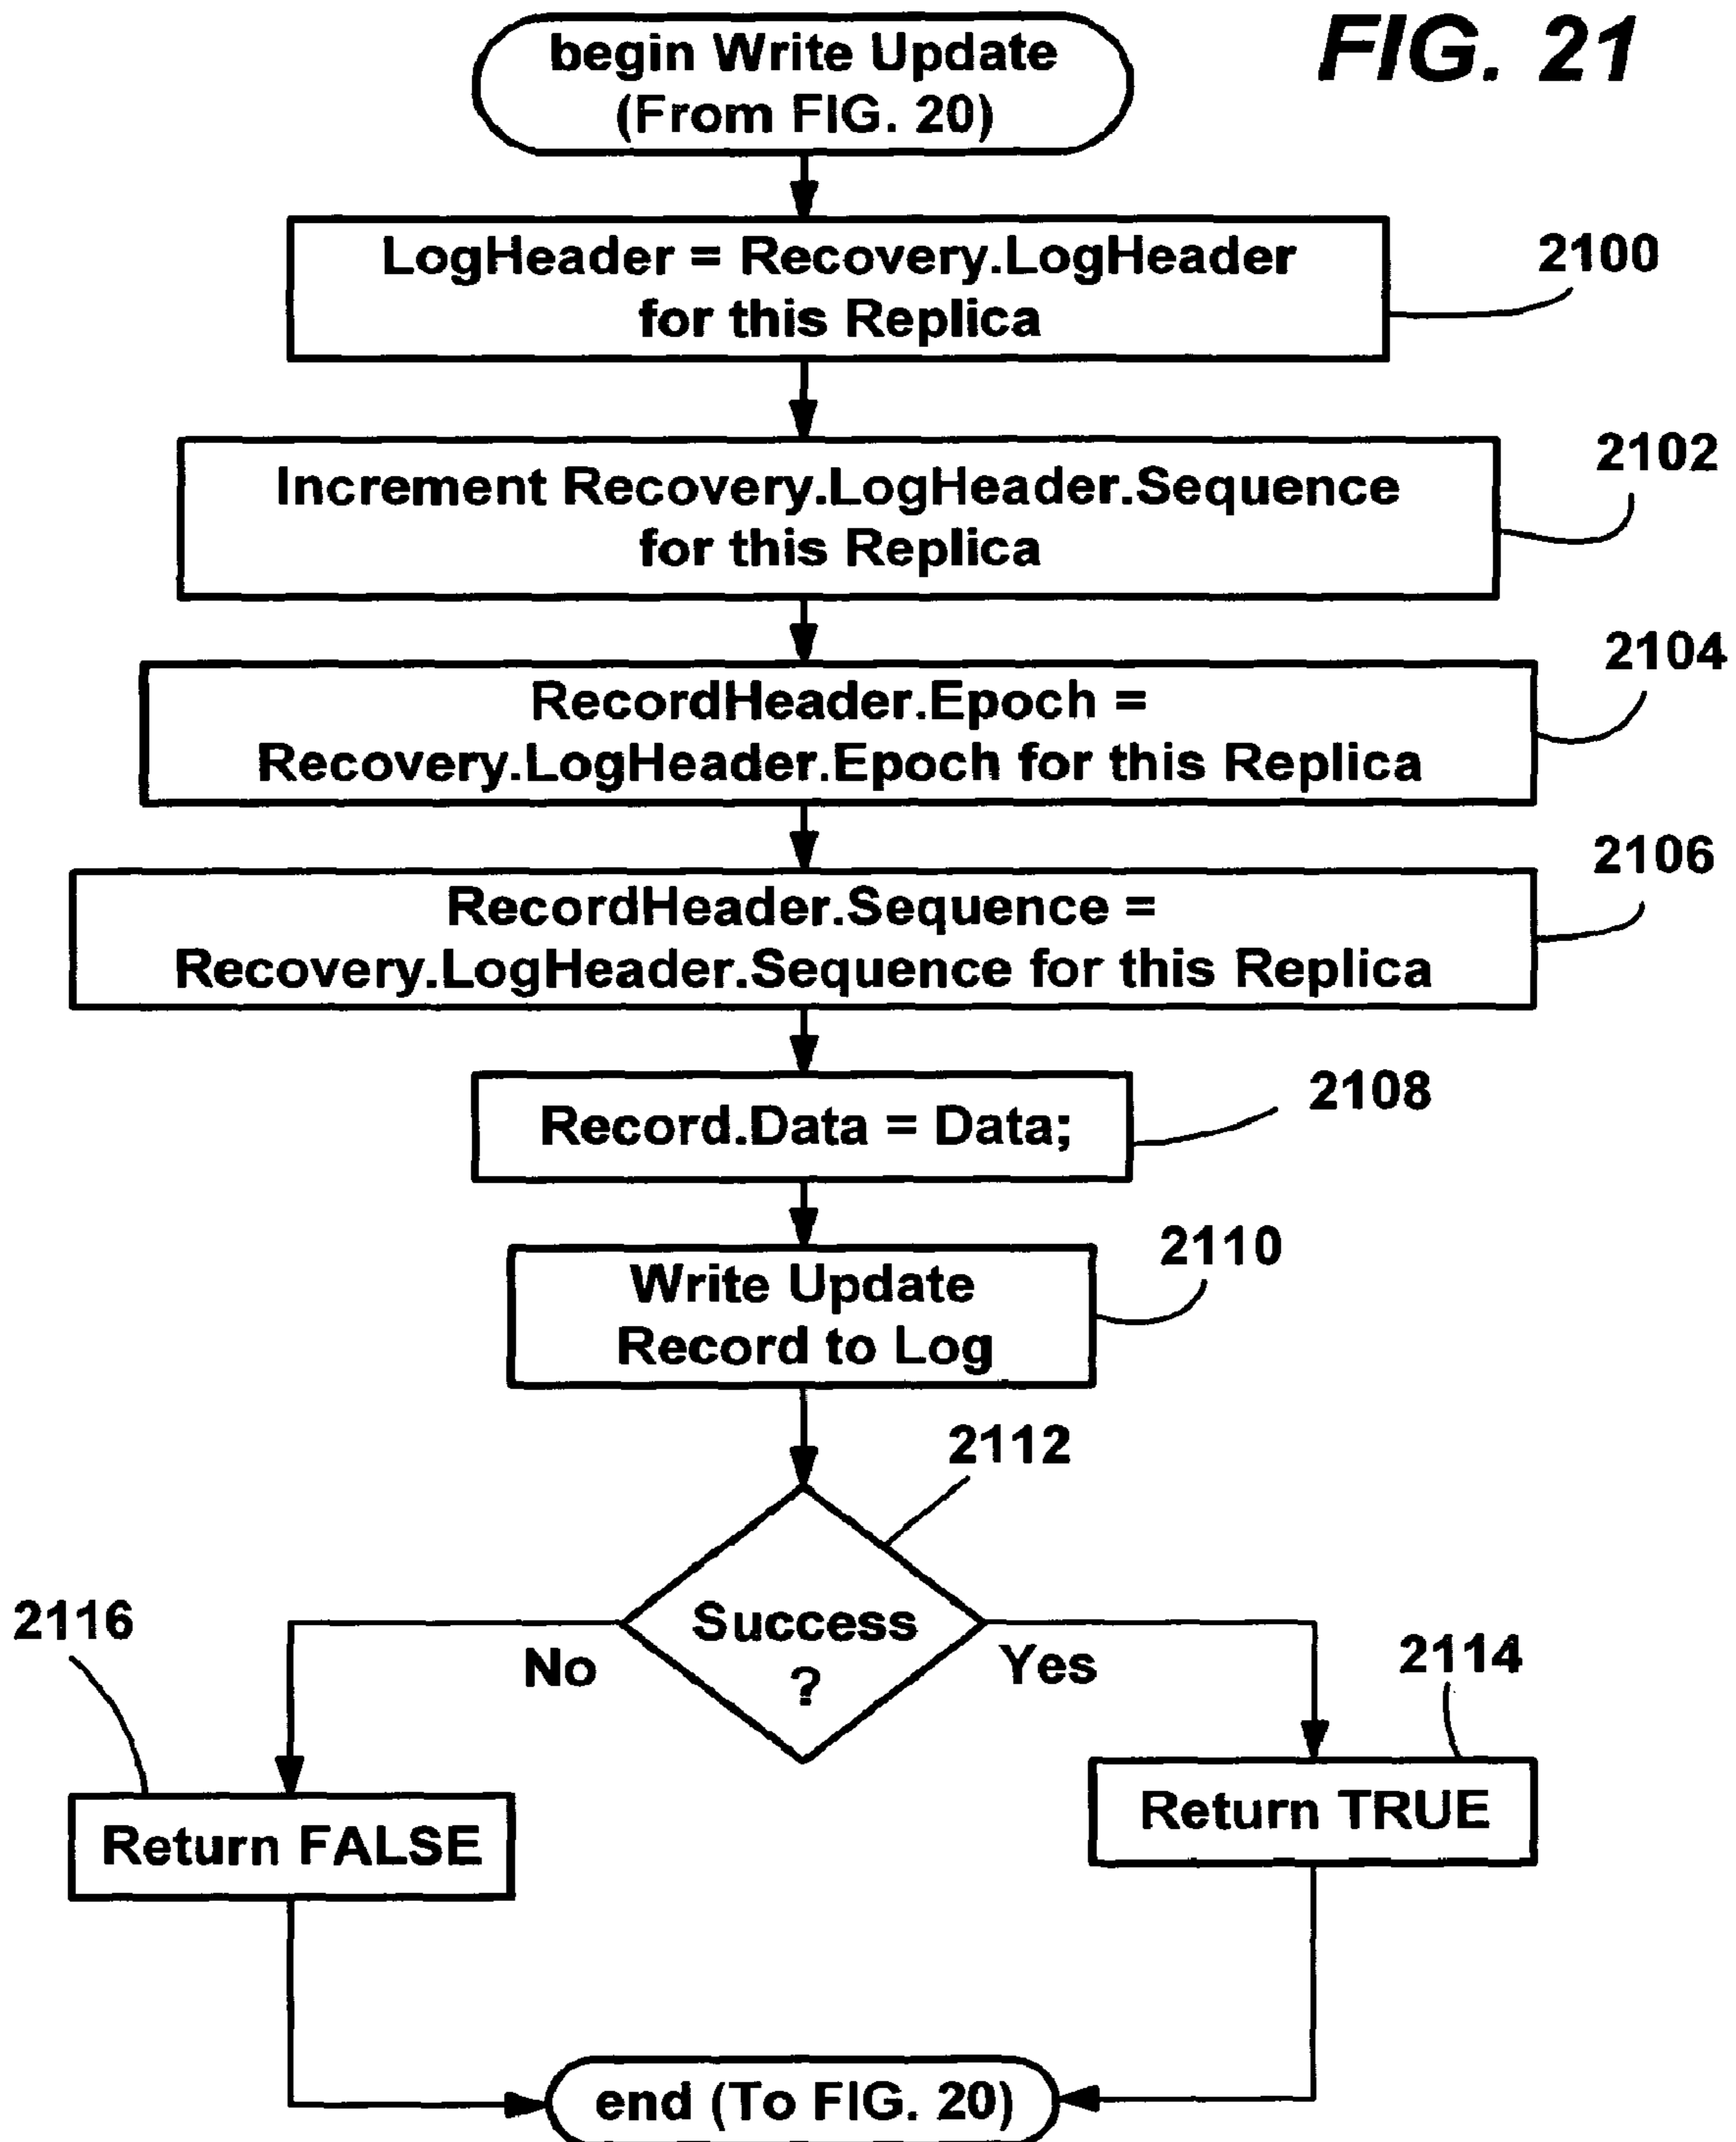 FIG. 21
begin Write Update
(From FIG. 20)
LogHeader = Recovery.LogHeader
for this Replica
2100
Increment Recovery.LogHeader.Sequence
for this Replica
2102
RecordHeader.Epoch =
Recovery.LogHeader.Epoch for this Replica
2104
RecordHeader.Sequence =
Recovery.LogHeader.Sequence for this Replica
2106
Record.Data = Data;
2108
Write Update
Record to Log
2110
2112
Success
?
No
Yes
2116
2114
Return FALSE
Return TRUE
end (To FIG. 20)